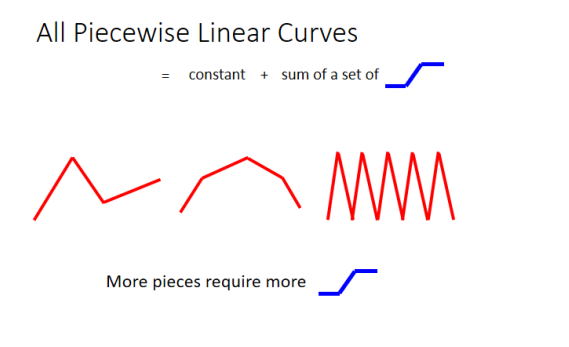 All Piecewise Linear Curves
= constant + sum of a set of
More pieces require more